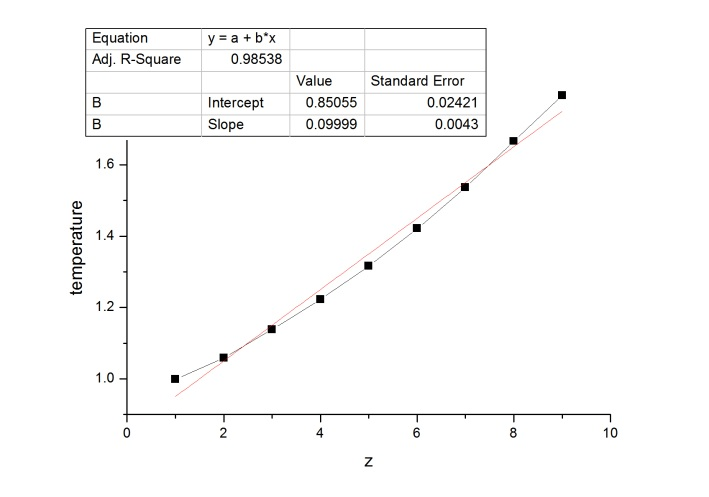 Equation y = a + b*x
Adj. R-Square 0.98538
Value Standard Error
B Intercept 0.85055 0.02421
B Slope 0.09999 0.0043
1.6
1.4
1.2
1.0
temperature
0 2 4 6 8 10
z